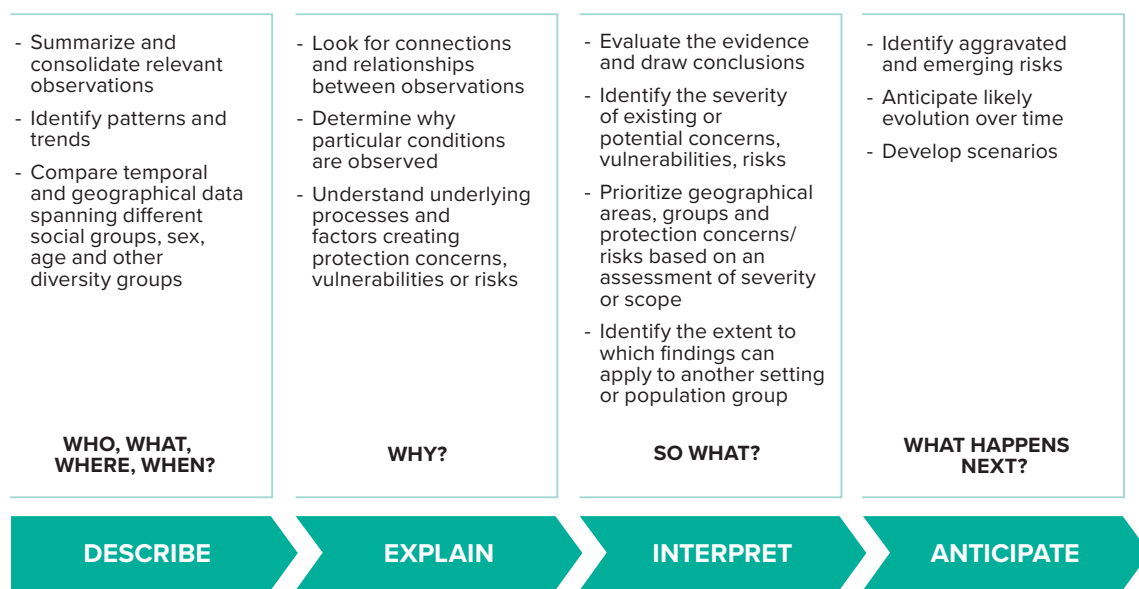 - Summarize and
consolidate relevant
observations
- Identify patterns and
trends
- Compare temporal
and geographical data
spanning different
social groups, sex,
age and other
diversity groups
WHO, WHAT,
WHERE, WHEN?
DESCRIBE
- Look for connections
and relationships
between observations
- Determine why
particular conditions
are observed
- Understand underlying
processes and
factors creating
protection concerns,
vulnerabilities or risks
WHY?
EXPLAIN
- Evaluate the evidence
and draw conclusions
- Identify the severity
of existing or
potential concerns,
vulnerabilities, risks
- Prioritize geographical
areas, groups and
protection concerns/
risks based on an
assessment of severity
or scope
- Identify the extent to
which findings can
apply to another setting
or population group
SO WHAT?
INTERPRET
- Identify aggravated
and emerging risks
- Anticipate likely
evolution over time
- Develop scenarios
WHAT HAPPENS
NEXT?
ANTICIPATE